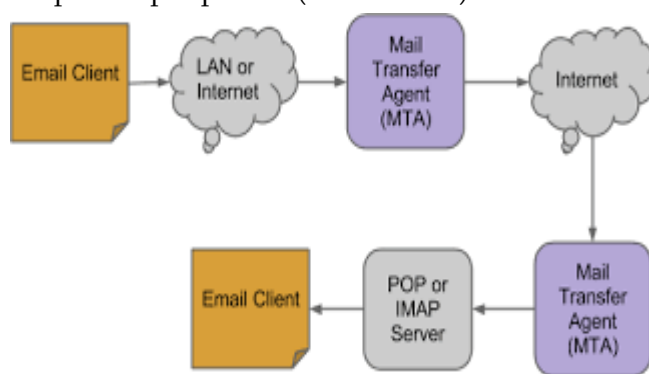 Email Client
LAN or
Internet
Mail
Transfer
Agent
(MTA)
Internet
Email Client
POP or
IMAP
Server
Mail
Transfer
Agent
(MTA)